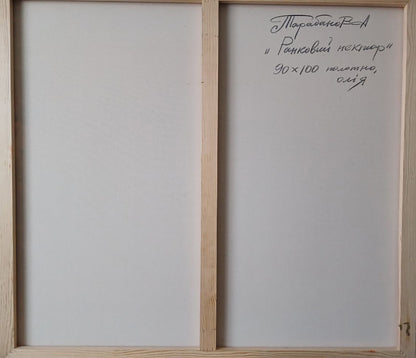 Тарабанов А
„ Ранковий нектар"
90×100 полотно,
олія